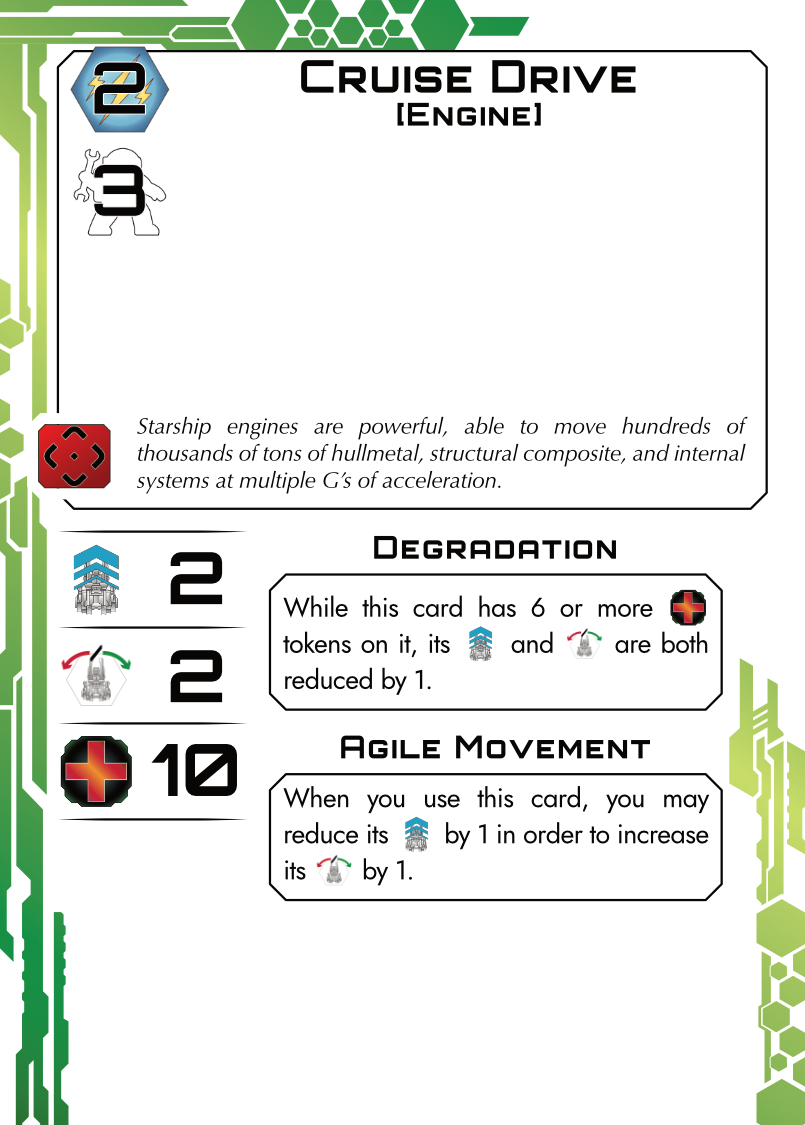 2
CRUISE DRIVE
[ENGINE]
3
Starship engines are powerful, able to move hundreds of
thousands of tons of hullmetal, structural composite, and internal
systems at multiple G's of acceleration.
2
2
10
DEGRADATION
While this card has 6 or more
tokens on it, its and are both
reduced by 1.
AGILE MOVEMENT
When you use this card, you may
reduce its by 1 in order to increase
its by 1.